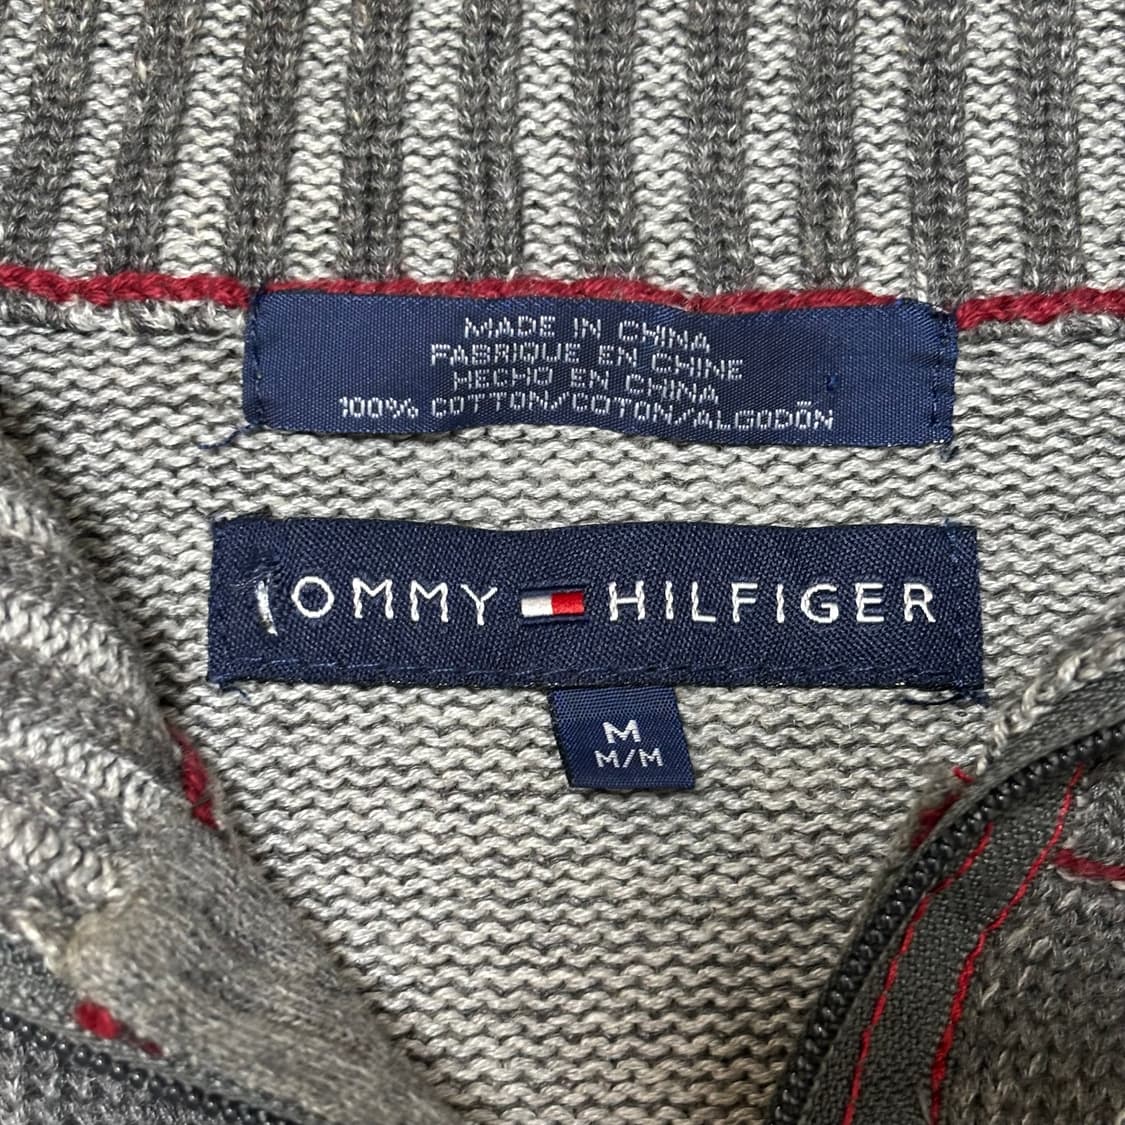 MADE IN CHINA
FABRIQUE EN CHINE
HECHO EN CHINA
100% COTTON/COTON/ALGODÓN
TOMMY HILFIGER
M
M/M